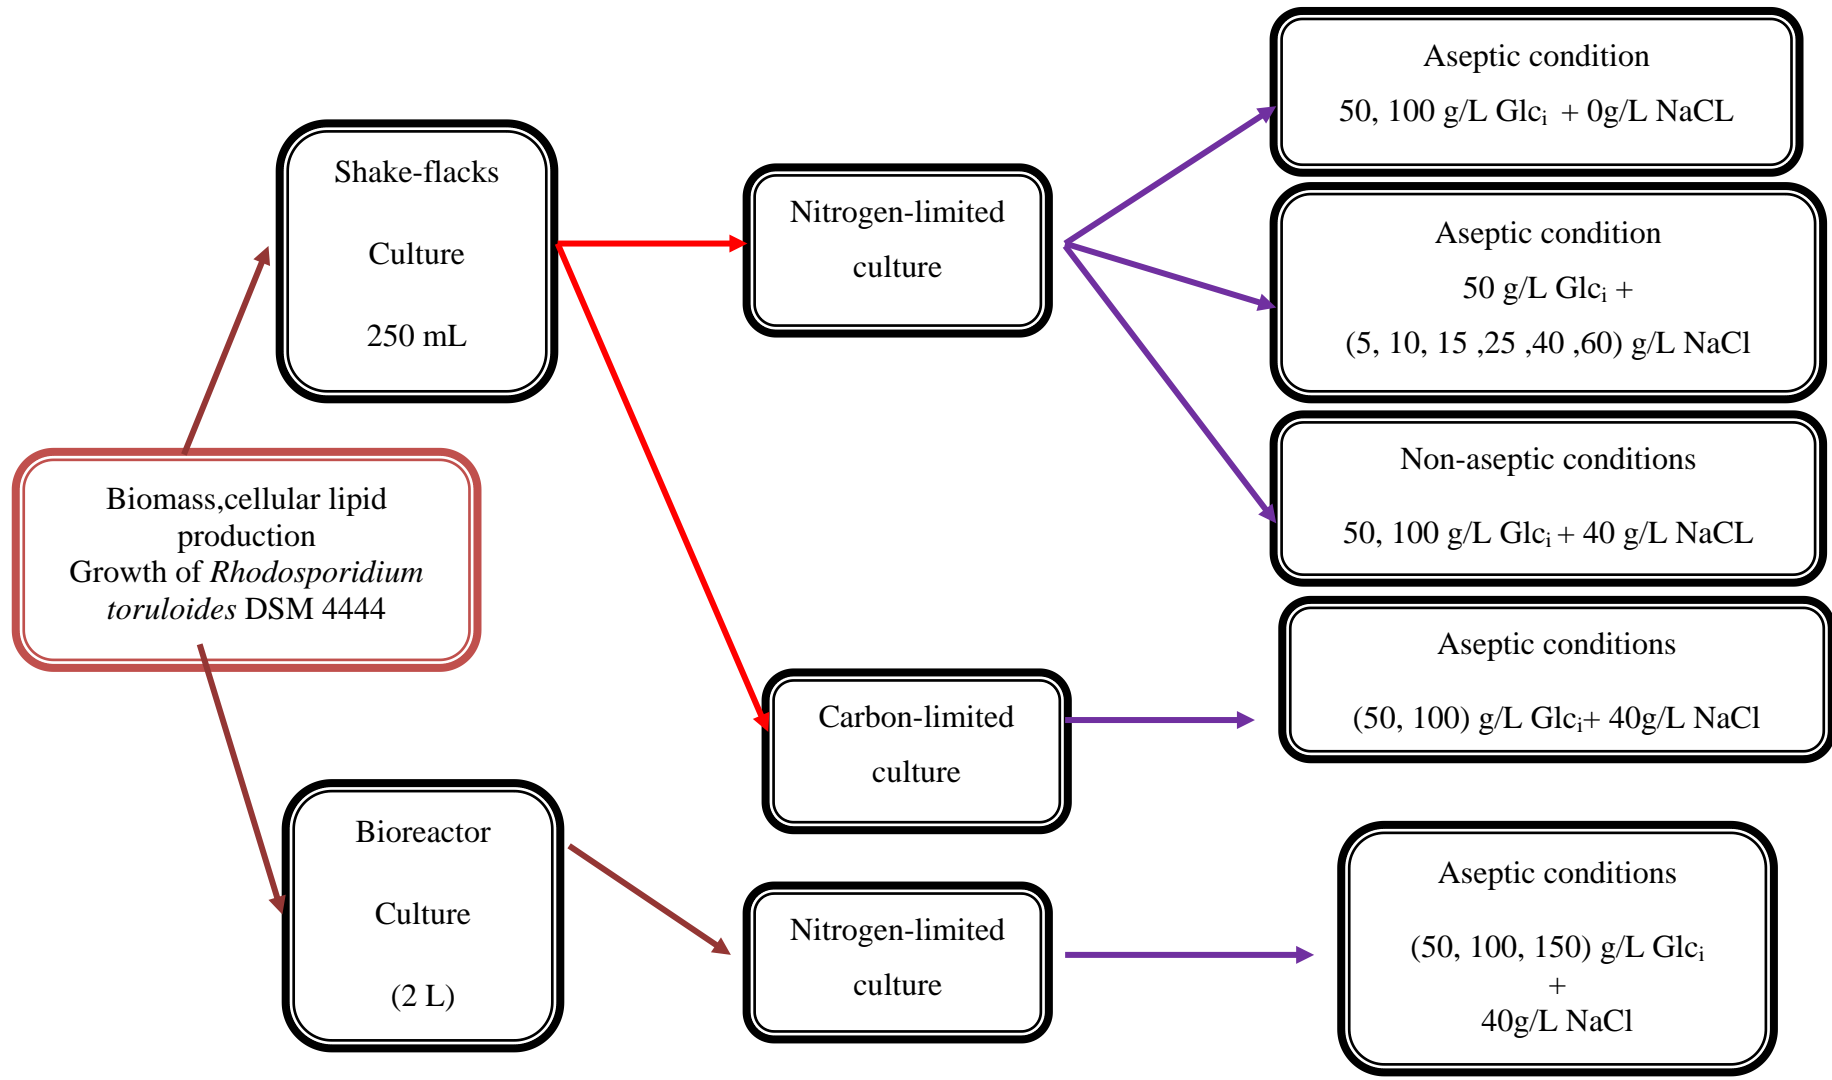 Biomass,cellular lipid
production
Growth of Rhodosporidium
toruloides DSM 4444
Shake-flacks
Culture
250 mL
Bioreactor
Culture
(2 L)
Nitrogen-limited
culture
Carbon-limited
culture
Nitrogen-limited
culture
Aseptic condition
50, 100 g/L Glci + 0g/L NaCL
Aseptic condition
50 g/L Glci +
(5, 10, 15 ,25 ,40 ,60) g/L NaCl
Non-aseptic conditions
50, 100 g/L Glci + 40 g/L NaCL
Aseptic conditions
(50, 100) g/L Glci+ 40g/L NaCl
Aseptic conditions
(50, 100, 150) g/L Glci
+
40g/L NaCl